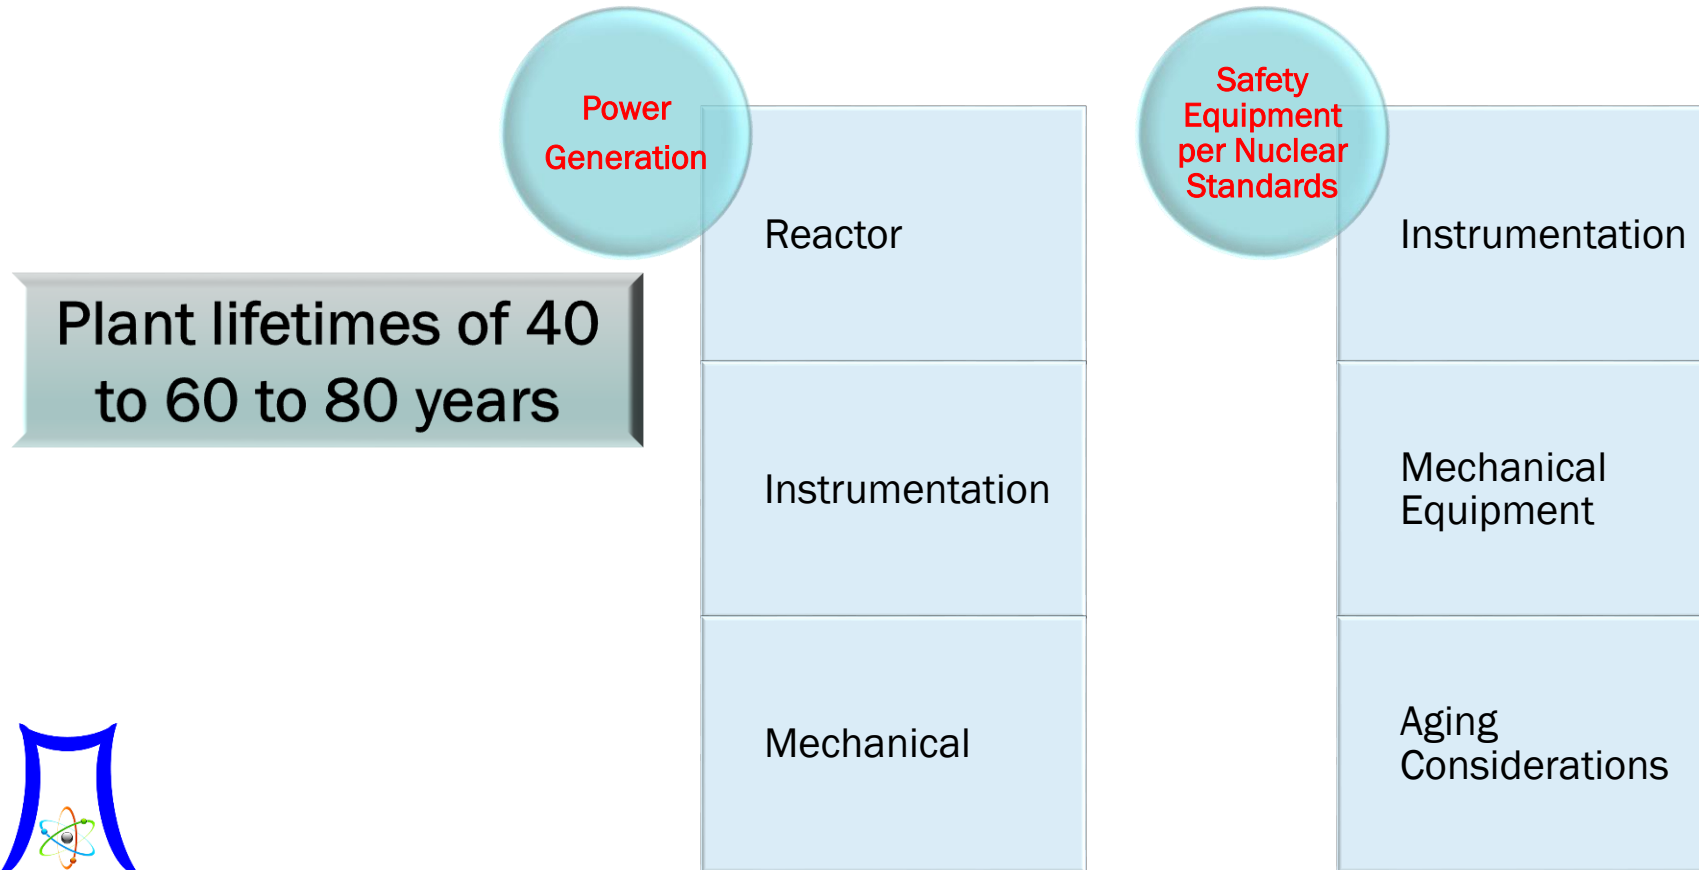 Plant lifetimes of 40
to 60 to 80 years
Power
Generation
Reactor
Instrumentation
Mechanical
Safety
Equipment
per Nuclear
Standards
Instrumentation
Mechanical
Equipment
Aging
Considerations